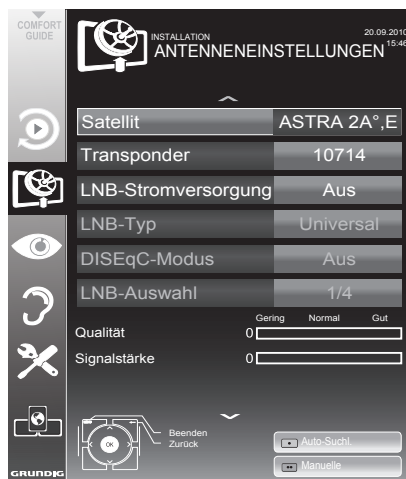 COMFORT
GUIDE
INSTALLATION
ANTENNENEINSTELLUNGEN
20.09.2010
15:46
Satellit ASTRA 2A°,E
Transponder 10714
LNB-Stromversorgung Aus
LNB-Typ Universal
DISEqC-Modus Aus
LNB-Auswahl 1/4
Gering Normal Gut
Qualität 0
Signalstärke 0
OK
Beenden
Zurück
Auto-Suchl.
Manuelle
GRUNDIG